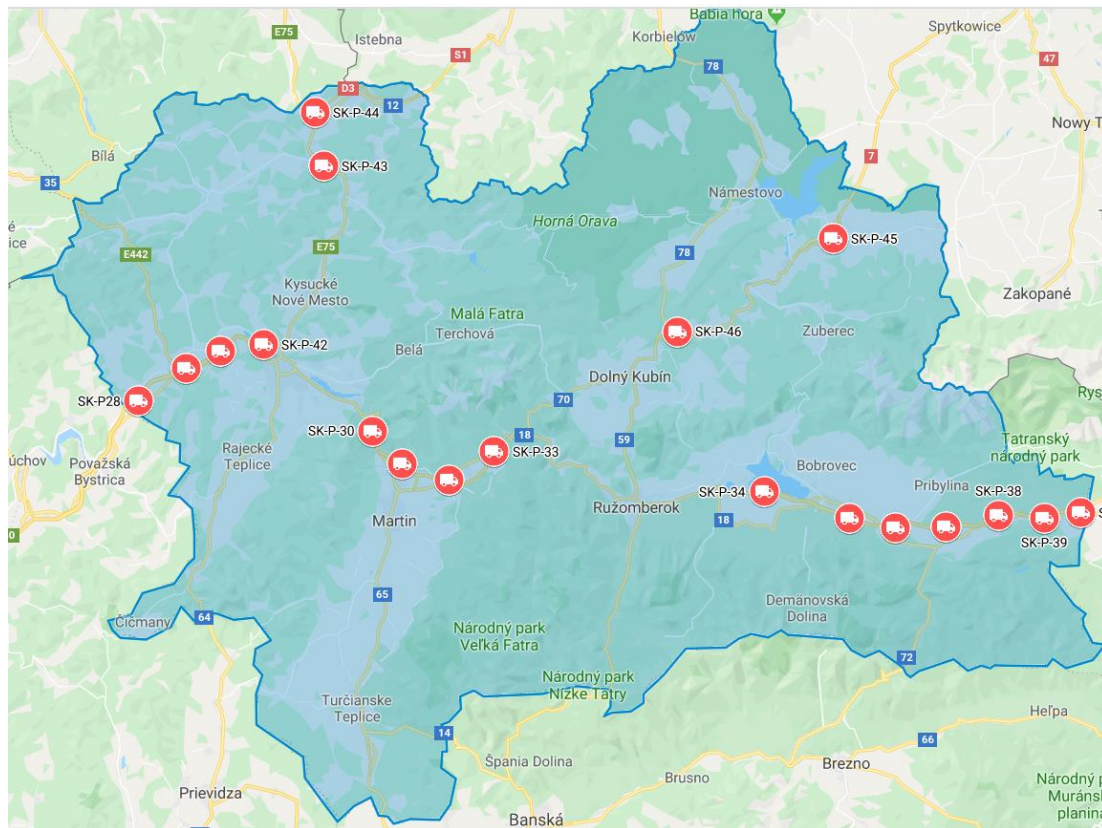 Babia hora
Spytkowice
E75
Istebna
Korbielów
S1
47
78
D3
12
SK-P-44
Nowy T
Bílá
7
SK-P-43
35
Námestovo
Horná Orava
SK-P-45
E75
E442
78
Kysucké
Nové Mesto
Zakopané
Malá Fatra
Terchová
SK-P-46
Zuberec
SK-P-42
Belá
Dolný Kubín
SK-P28
70
Rys
SK-P-30
18
59
SK-P-33
Tatranský
národný park
Rajecké
Teplice
úchov
Považská
Bystrica
Bobrovec
Pribylina
SK-P-34
SK-P-38
Ružomberok
18
Martin
SK-P-39
S
0
65
Demänovská
Dolina
64
Čičmany
Národný park
Veľká Fatra
72
Národný park
Nízke Tatry
Turčianske
Teplice
Heľpa
14
66
Špania Dolina
Brezno
Brusno
Prievidza
Národný p
Muráns
planin
Banská